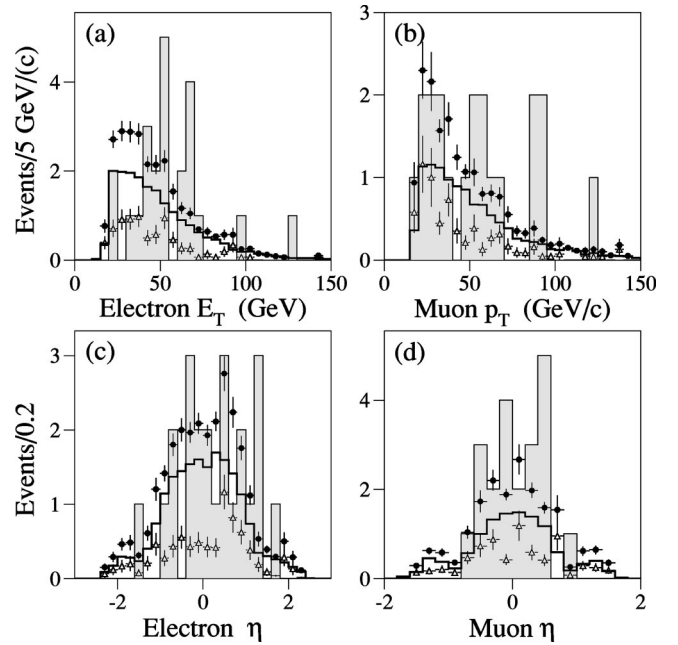 (a)
(b)
Events/5 GeV/(c)
4
2
0
3
2
1
0
0 50 100 150
0 50 100 150
Electron E_T (GeV)
Muon p_T (GeV/c)
(c)
(d)
Events/0.2
3
2
1
0
4
2
0
-2 0 2
-2 0 2
Electron η
Muon η